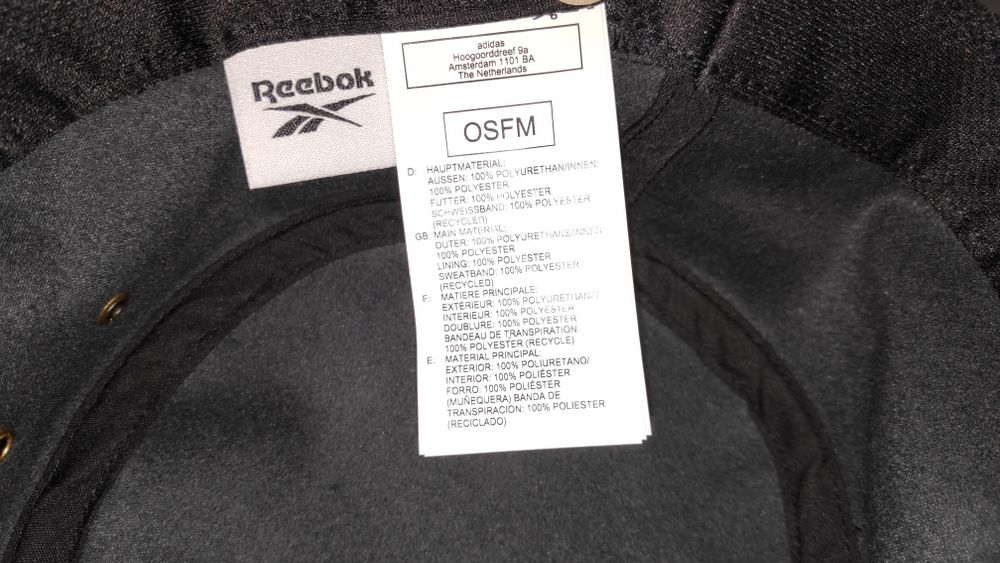 Reebok
adidas
Hoogoorddreef 9a
Amsterdam 1101 BA
The Netherlands
OSFM
D: HAUPTMATERIAL:
AUSSEN: 100% POLYURETHAN/INNEN:
100% POLYESTER
FUTTER: 100% POLYESTER
SCHWEISSBAND: 100% POLYESTER
(RECYCLED)
GB: MAIN MATERIAL:
OUTER: 100% POLYURETHANE/INNER:
100% POLYESTER
LINING: 100% POLYESTER
SWEATBAND: 100% POLYESTER
(RECYCLED)
F: MATIERE PRINCIPALE:
EXTÉRIEUR: 100% POLYURETHANE/
INTERIEUR: 100% POLYESTER
DOUBLURE: 100% POLYESTER
BANDEAU DE TRANSPIRATION
100% POLYESTER (RECYCLÉ)
E: MATERIAL PRINCIPAL:
EXTERIOR: 100% POLIURETANO/
INTERIOR: 100% POLIÉSTER
FORRO: 100% POLIÉSTER
(MUÑEQUERA) BANDA DE
TRANSPIRACION: 100% POLIESTER
(RECICLADO)